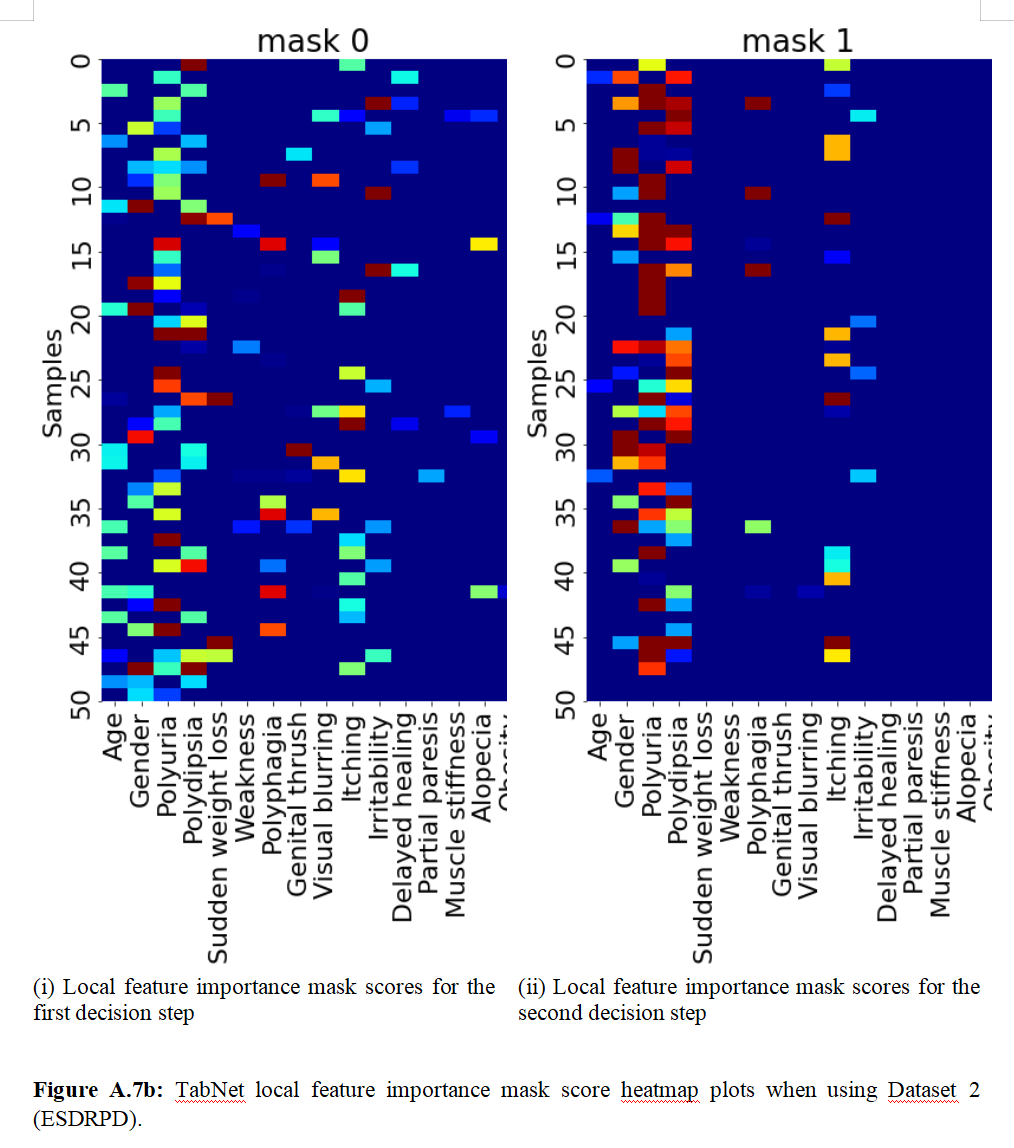 mask 0
mask 1
0
5
10
15
20
25
30
35
40
45
50
Samples
Age
Gender
Polyuria
Polydipsia
Sudden weight loss
Weakness
Polyphagia
Genital thrush
Visual blurring
Itching
Irritability
Delayed healing
Partial paresis
Muscle stiffness
Alopecia
0
5
10
15
20
25
30
35
40
45
50
Samples
Age
Gender
Polyuria
Polydipsia
Sudden weight loss
Weakness
Polyphagia
Genital thrush
Visual blurring
Itching
Irritability
Delayed healing
Partial paresis
Muscle stiffness
Alopecia
(i) Local feature importance mask scores for the
first decision step
(ii) Local feature importance mask scores for the
second decision step
Figure A.7b: TabNet local feature importance mask score heatmap plots when using Dataset 2
(ESDRPD).